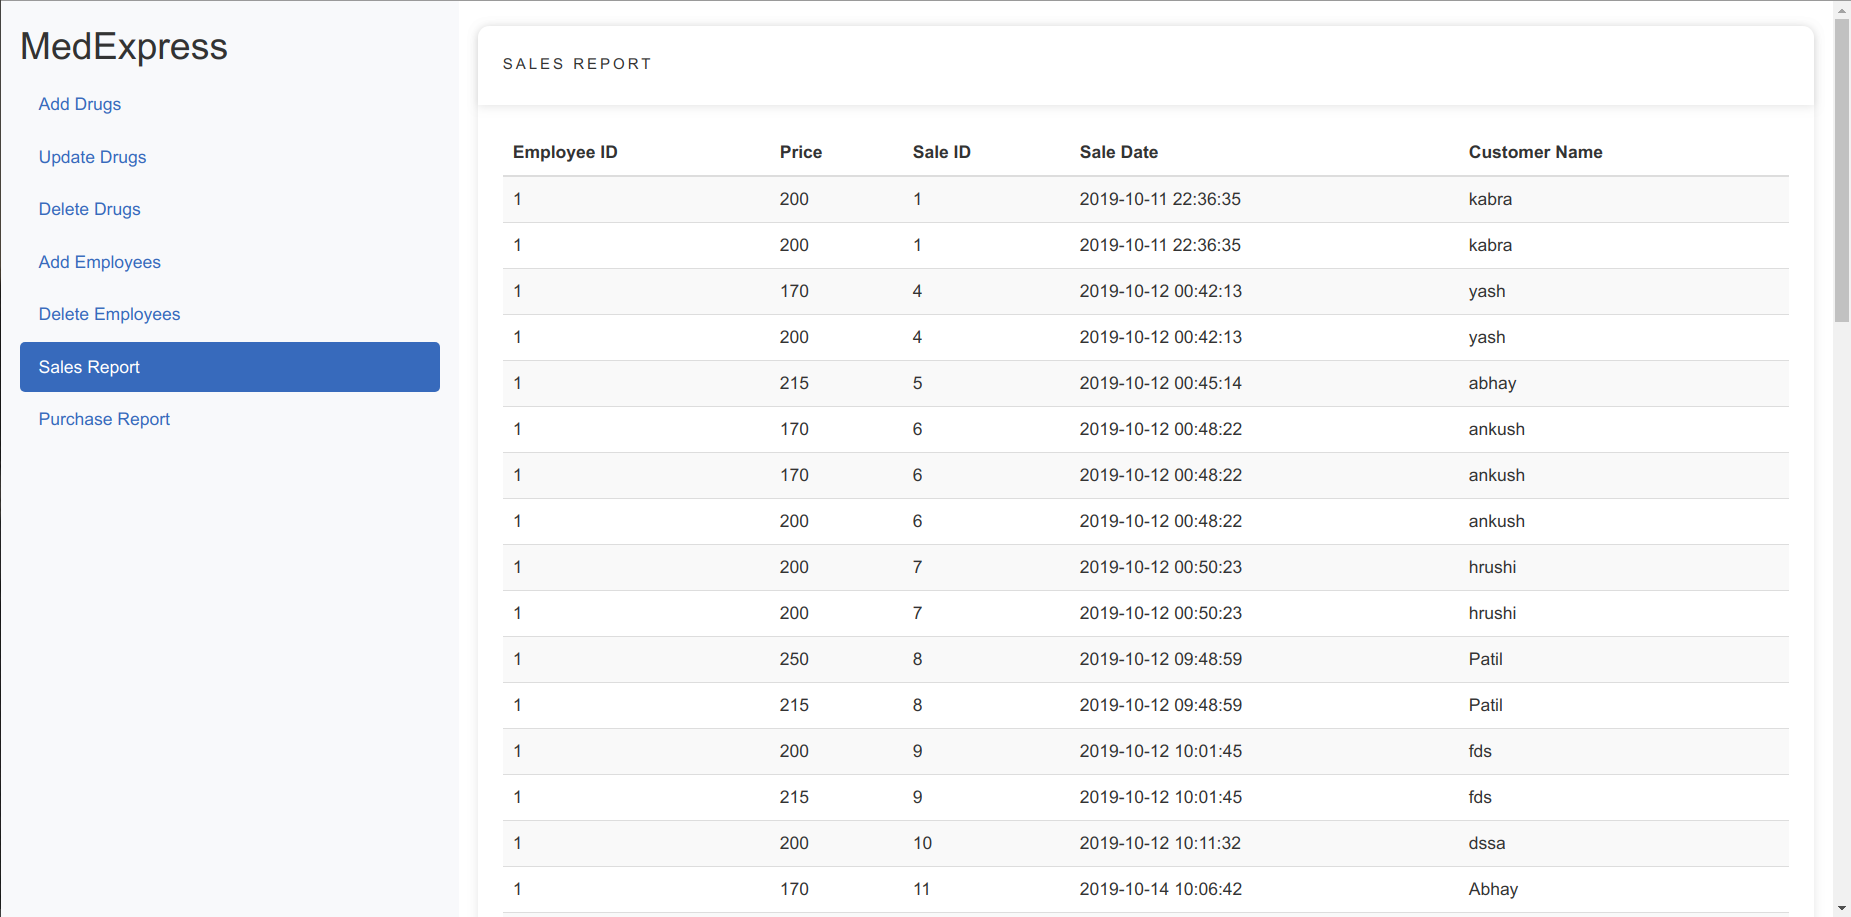 MedExpress
Add Drugs
Update Drugs
Delete Drugs
Add Employees
Delete Employees
Sales Report
Purchase Report
SALES REPORT
Employee ID Price Sale ID Sale Date Customer Name
1 200 1 2019-10-11 22:36:35 kabra
1 200 1 2019-10-11 22:36:35 kabra
1 170 4 2019-10-12 00:42:13 yash
1 200 4 2019-10-12 00:42:13 yash
1 215 5 2019-10-12 00:45:14 abhay
1 170 6 2019-10-12 00:48:22 ankush
1 170 6 2019-10-12 00:48:22 ankush
1 200 6 2019-10-12 00:48:22 ankush
1 200 7 2019-10-12 00:50:23 hrushi
1 200 7 2019-10-12 00:50:23 hrushi
1 250 8 2019-10-12 09:48:59 Patil
1 215 8 2019-10-12 09:48:59 Patil
1 200 9 2019-10-12 10:01:45 fds
1 215 9 2019-10-12 10:01:45 fds
1 200 10 2019-10-12 10:11:32 dssa
1 170 11 2019-10-14 10:06:42 Abhay